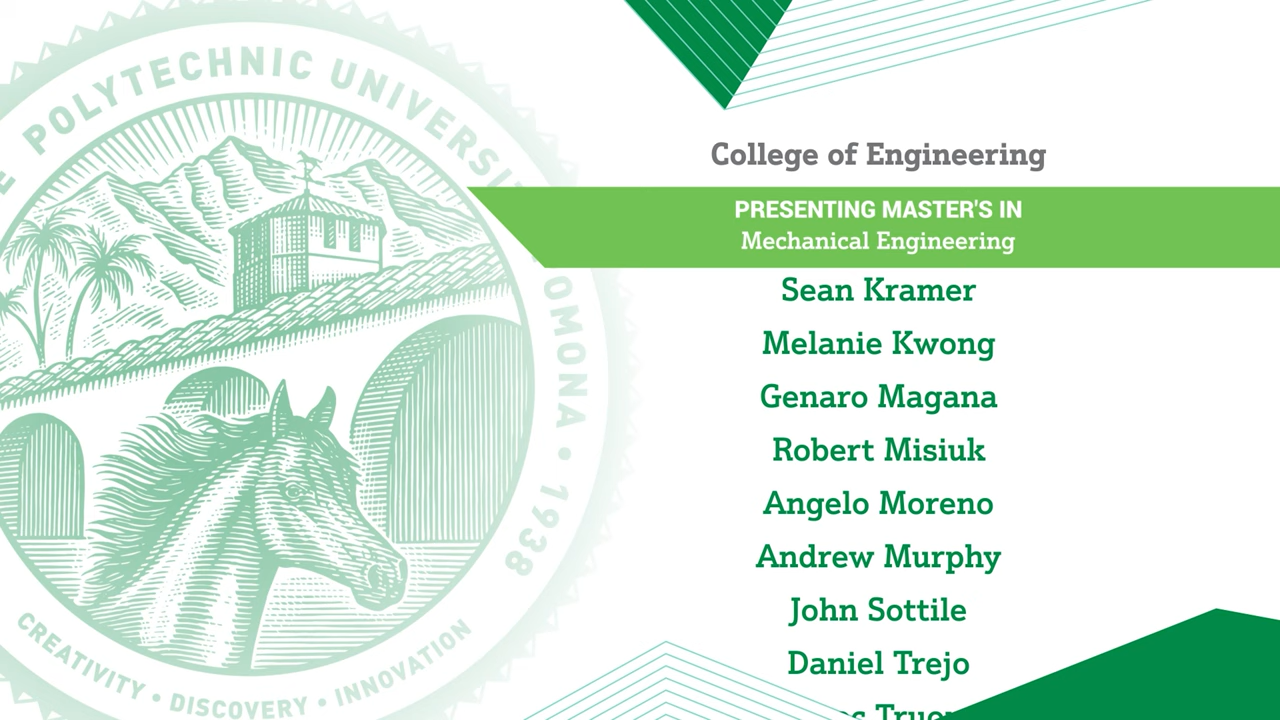 POLYTECHNIC
OMONA • 1938
CREATIVITY • DISCOVERY • INNOVATION
College of Engineering
PRESENTING MASTER'S IN
Mechanical Engineering
Sean Kramer
Melanie Kwong
Genaro Magana
Robert Misiuk
Angelo Moreno
Andrew Murphy
John Sottile
Daniel Trejo